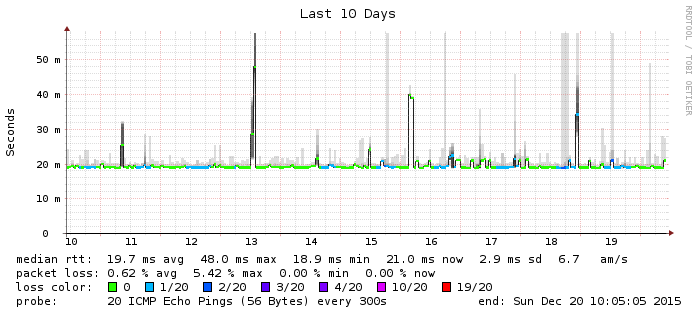 Last 10 Days
RRDTOOL / TOBI OETIKER
Seconds
50 m
40 m
30 m
20 m
10 m
0
10 11 12 13 14 15 16 17 18 19
median rtt: 19.7 ms avg 48.0 ms max 18.9 ms min 21.0 ms now 2.9 ms sd 6.7 am/s
packet loss: 0.62 % avg 5.42 % max 0.00 % min 0.00 % now
loss color: 0 1/20 2/20 3/20 4/20 10/20 19/20
probe: 20 ICMP Echo Pings (56 Bytes) every 300s end: Sun Dec 20 10:05:05 2015